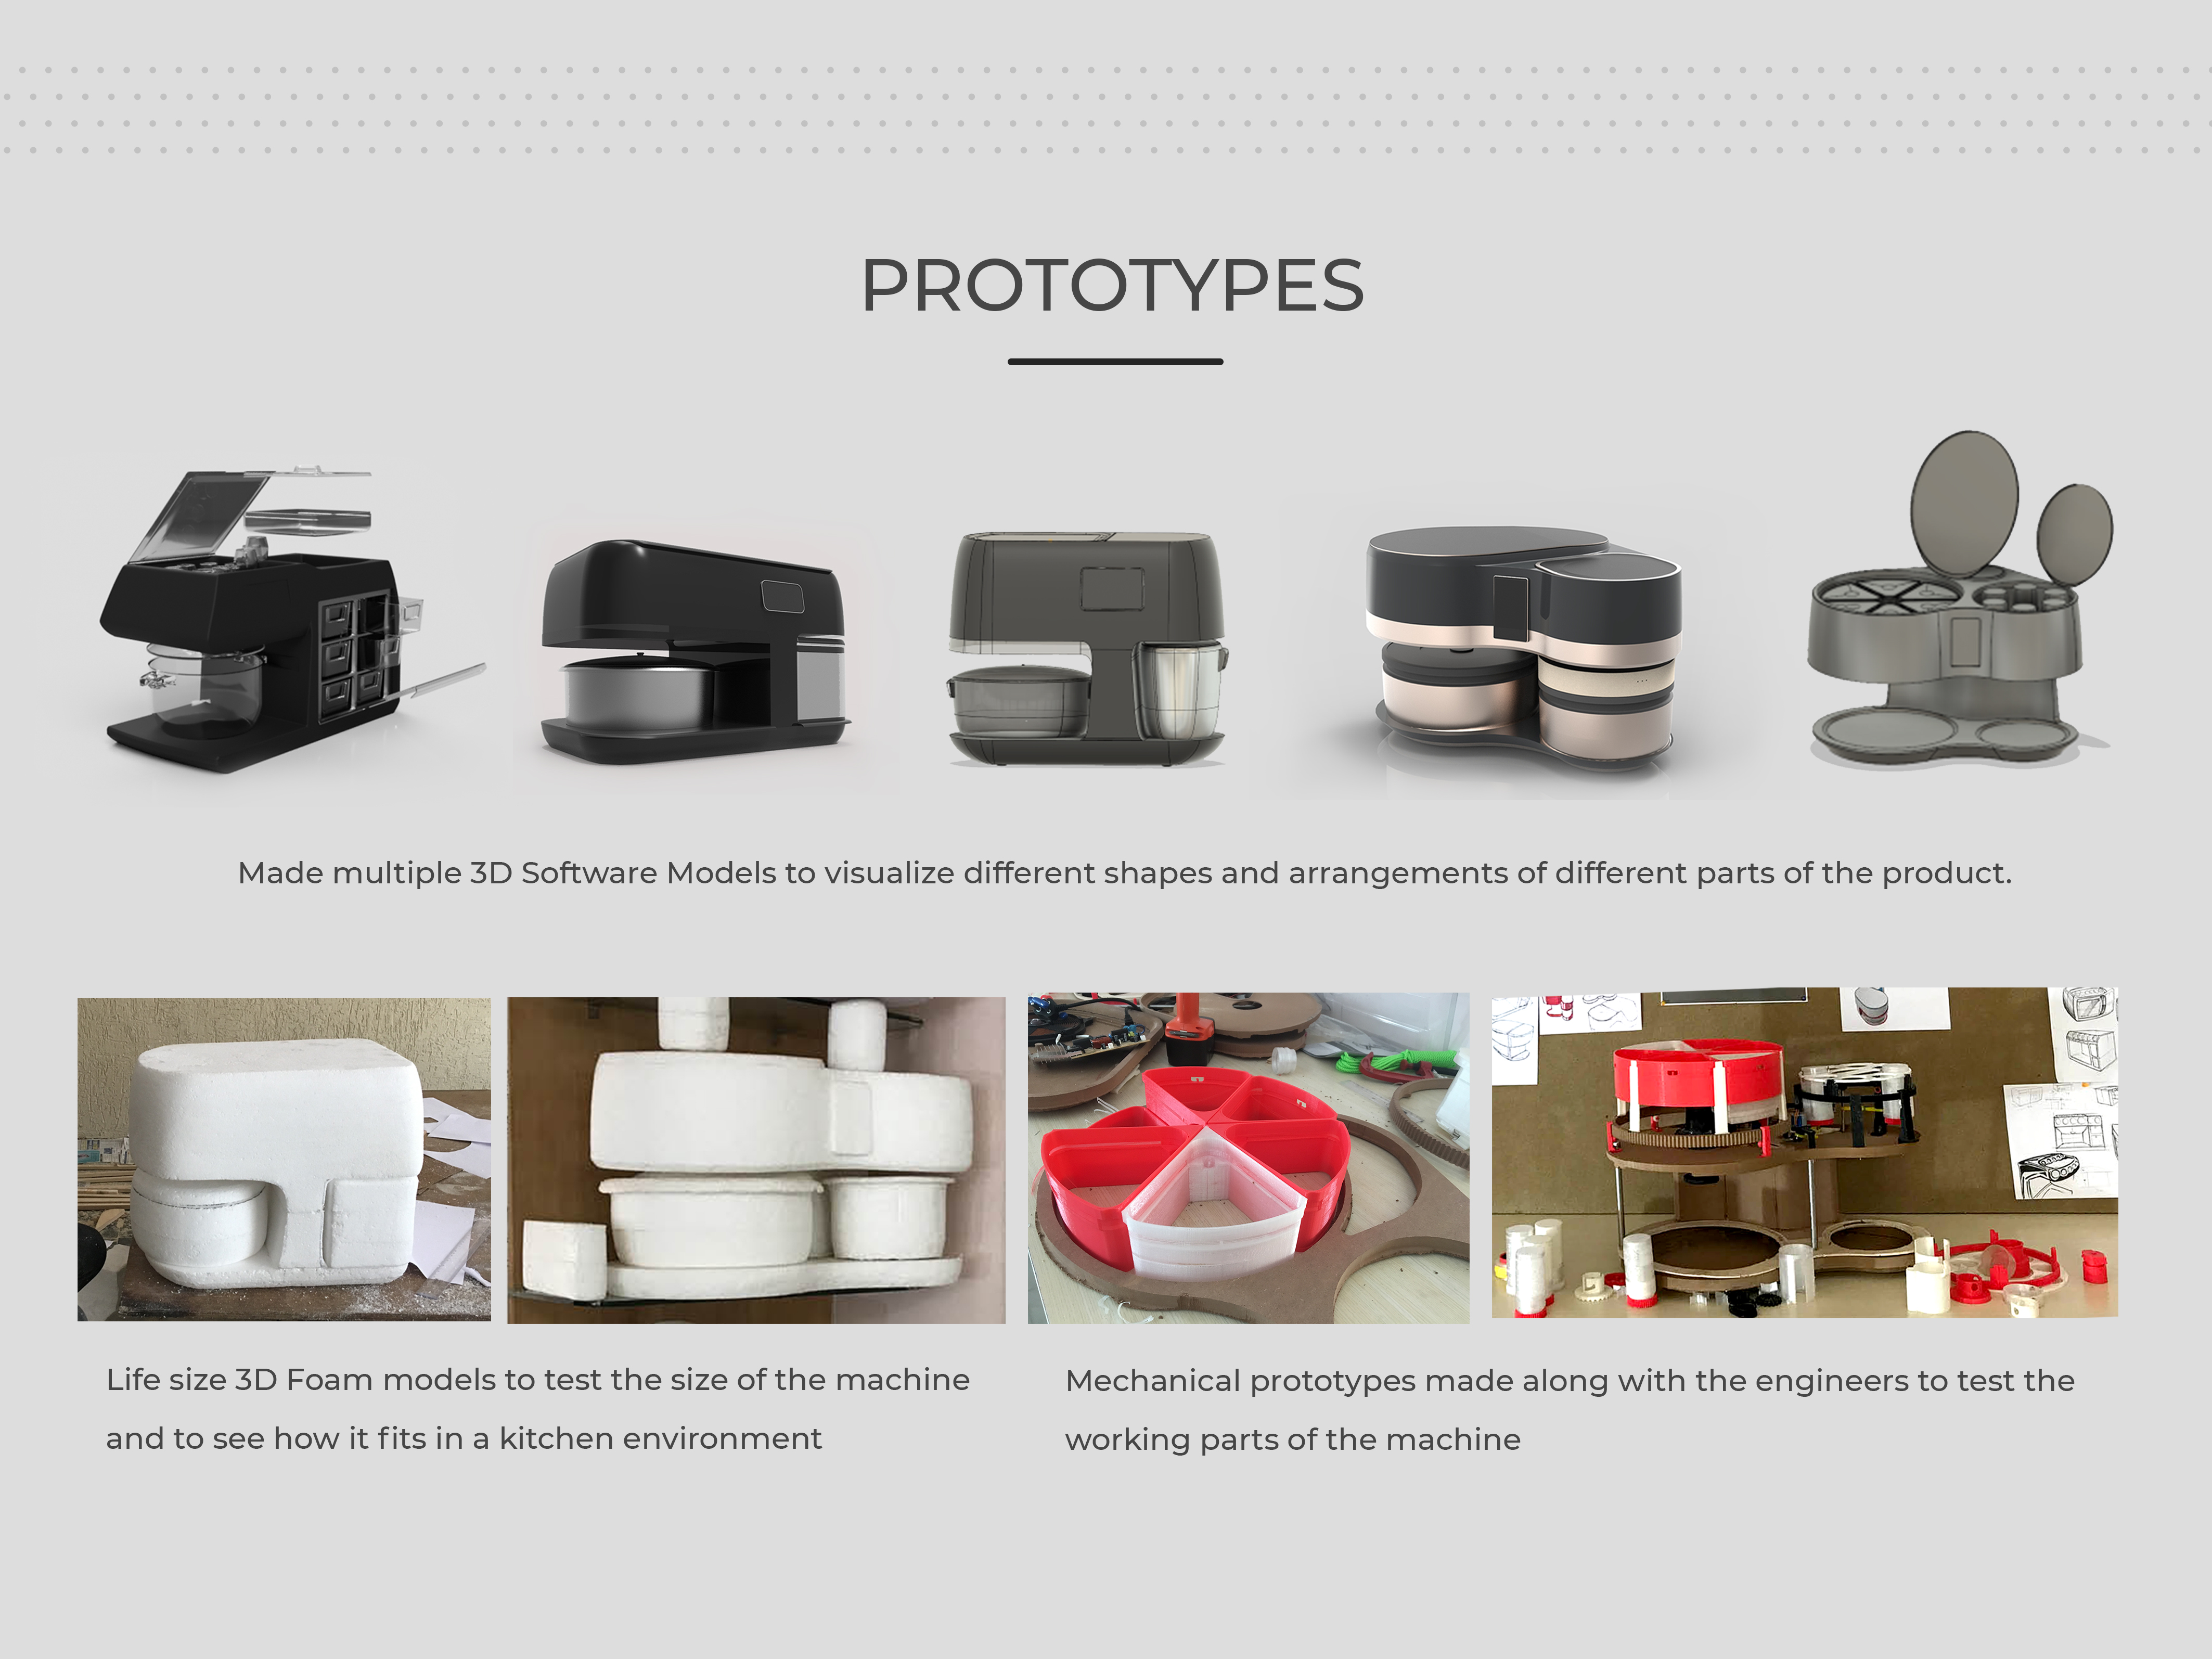 PROTOTYPES
Made multiple 3D Software Models to visualize different shapes and arrangements of different parts of the product.
Life size 3D Foam models to test the size of the machine
and to see how it fits in a kitchen environment
Mechanical prototypes made along with the engineers to test the
working parts of the machine